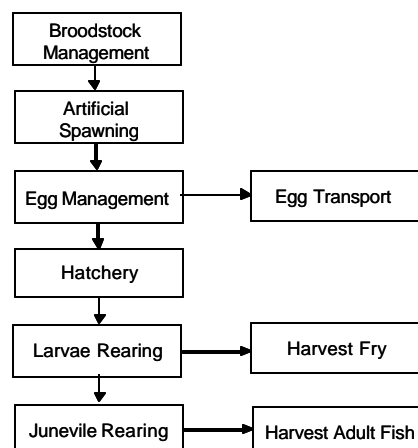 Broodstock
Management
Artificial
Spawning
Egg Management
Egg Transport
Hatchery
Larvae Rearing
Harvest Fry
Junevile Rearing
Harvest Adult Fish